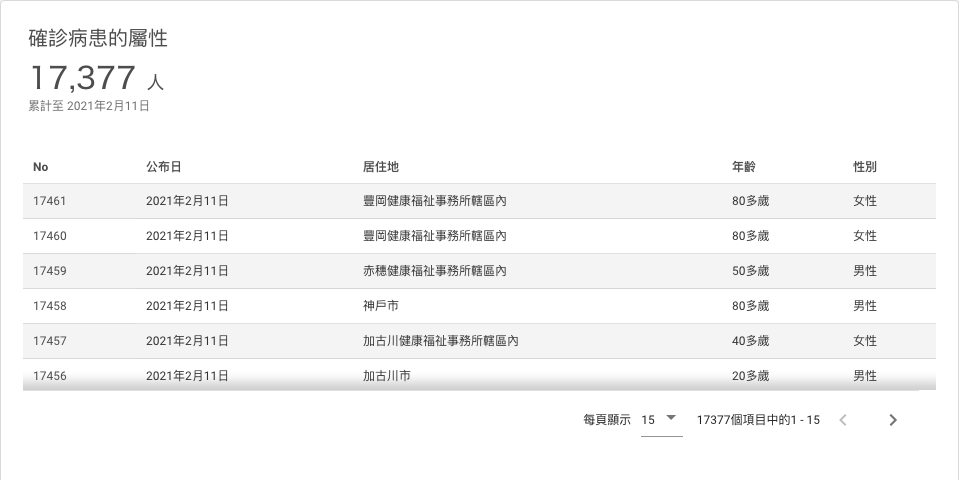 確診病患的屬性
17,377 人
累計至 2021年2月11日
No 公布日 居住地 年齡 性別
17461 2021年2月11日 豐岡健康福祉事務所轄區內 80多歲 女性
17460 2021年2月11日 豐岡健康福祉事務所轄區內 80多歲 女性
17459 2021年2月11日 赤穗健康福祉事務所轄區內 50多歲 男性
17458 2021年2月11日 神戶市 80多歲 男性
17457 2021年2月11日 加古川健康福祉事務所轄區內 40多歲 女性
17456 2021年2月11日 加古川市 20多歲 男性
每頁顯示 15 17377個項目中的1 - 15